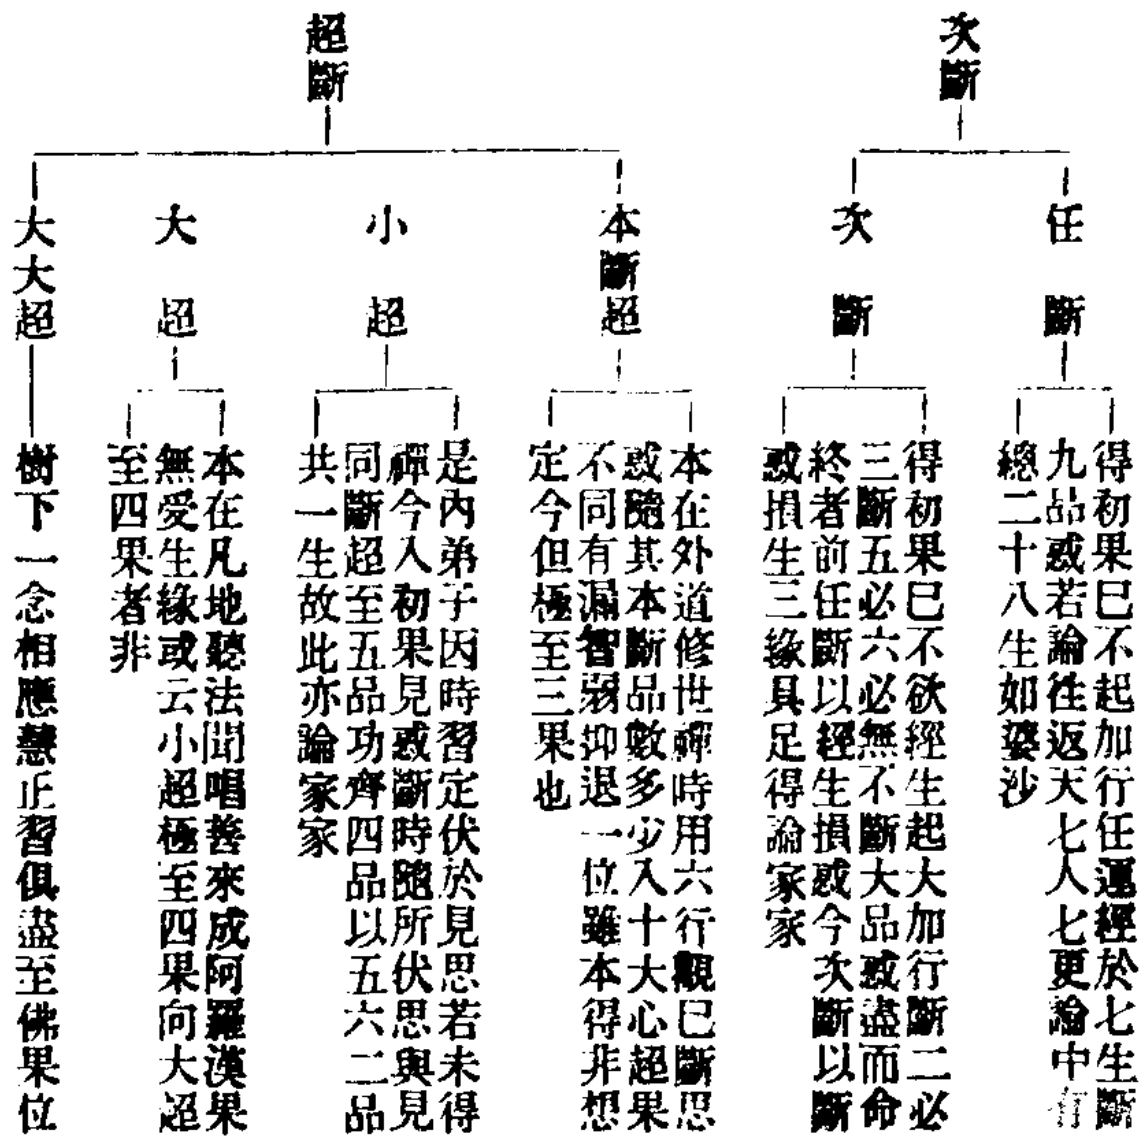 次斷
任斷
得初果已不起加行任運經於七生斷
九品惑若論往返天七人七更論中有
總二十八生如婆沙
次斷
得初果已不欲經生起大加行斷二必
三斷五必六必無不斷大品惑盡而命
終者前任斷以經生損惑今次斷以斷
惑損生三緣具足得論家家
超斷
本斷超
本在外道修世禪時用六行觀已斷思
惑隨其本斷品數多少入十六心超果
不同有漏智弱抑退一位雖本得非想
定今但極至三果也
小超
是內弟子因時習定伏於見思若未得
禪今入初果見惑斷時隨所伏思與見
同斷超至五品功齊四品以五六二品
共一生故此亦論家家
大超
本在凡地聽法聞唱善來成阿羅漢果
無受生緣或云小超極至四果向大超
至四果者非
大大超
樹下一念相應慧正習俱盡至佛果位